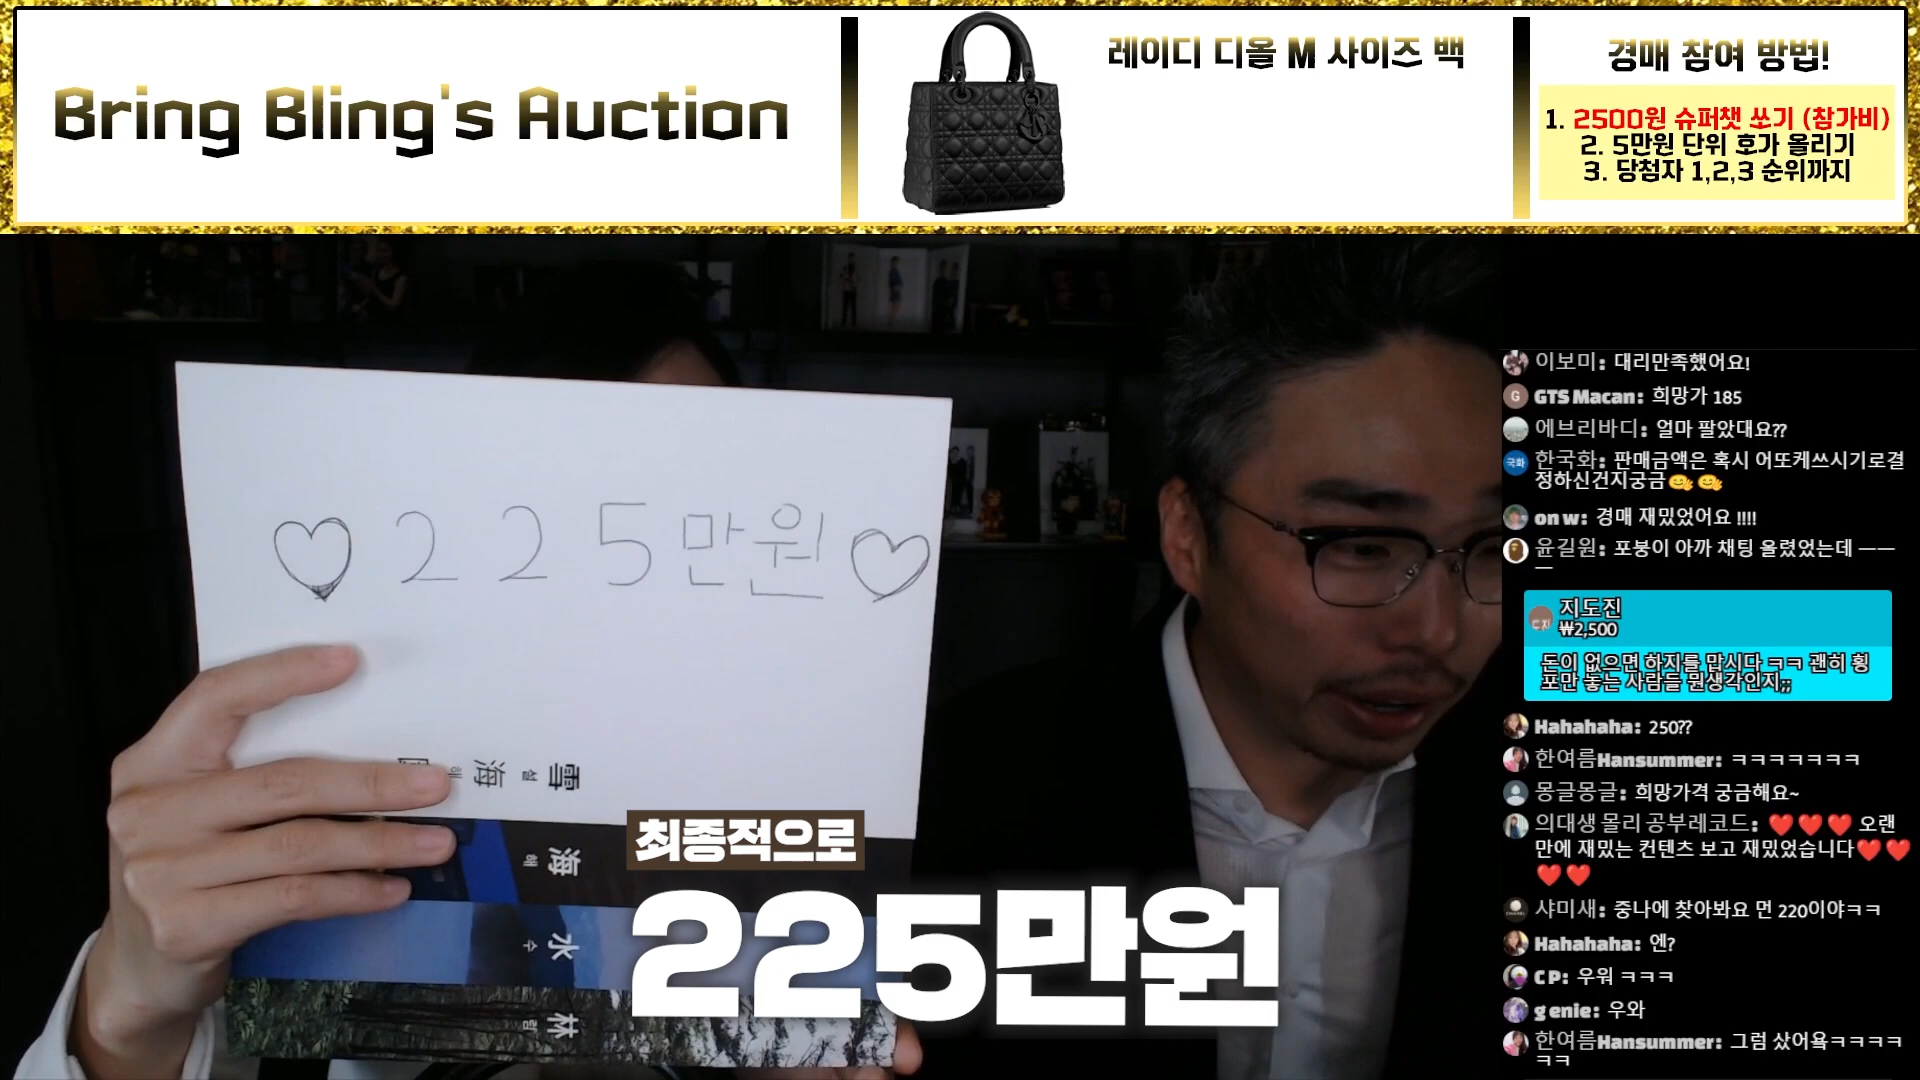 Bring Bling's Auction
레이디 디올 M 사이즈 백
경매 참여 방법!
1. 2500원 슈퍼챗 쏘기 (참가비)
2. 5만원 단위 호가 올리기
3. 당첨자 1,2,3 순위까지
♡ 225만원 ♡
雪 설 海 해
海 해
水 수
林 림
최종적으로
225만원
이보미: 대리만족했어요!
G GTS Macan: 희망가 185
에브리바디: 얼마 팔았대요??
국화 한국화: 판매금액은 혹시 어또케쓰시기로결
정하신건지궁금🤗 🤗
on w: 경매 재밌었어요 !!!!
윤길원: 포붕이 아까 채팅 올렸었는데 ㅡㅡ
ㅡ
지도진
₩2,500
돈이 없으면 하지를 맙시다 ㅋㅋ 괜히 횡
포만 놓는 사람들 뭔생각인지;;
Hahahaha: 250??
한여름Hansummer: ㅋㅋㅋㅋㅋㅋㅋ
몽글몽글: 희망가격 궁금해요~
의대생 몰리 공부레코드: ❤️❤️❤️ 오랜
만에 재밌는 컨텐츠 보고 재밌었습니다❤️❤️
❤️❤️
샤미새: 중나에 찾아봐요 먼 220이야ㅋㅋ
Hahahaha: 엔?
C P: 우워 ㅋㅋㅋ
g enie: 우와
한여름Hansummer: 그럼 샀어욬ㅋㅋㅋㅋ
ㅋㅋ